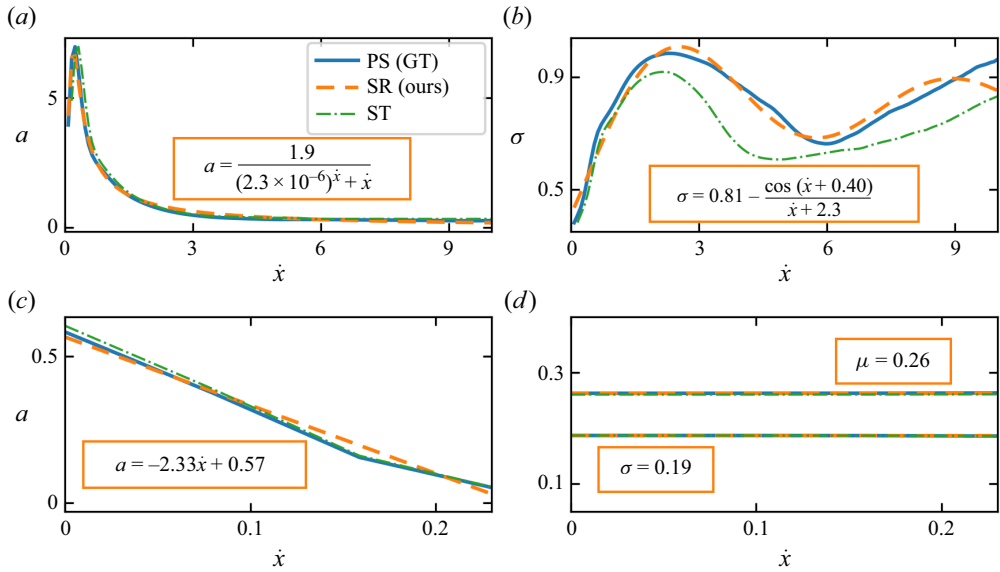 (a)
a
5
0
0
3
6
9
ẋ
PS (GT)
SR (ours)
ST
a = 1.9 / ((2.3 × 10⁻⁶)^ẋ + ẋ)
(b)
σ
0.9
0.5
0
3
6
9
ẋ
σ = 0.81 – cos (ẋ + 0.40) / (ẋ + 2.3)
(c)
a
0.5
0
0
0.1
0.2
ẋ
a = –2.33ẋ + 0.57
(d)
0.3
0.1
0
0.1
0.2
ẋ
μ = 0.26
σ = 0.19